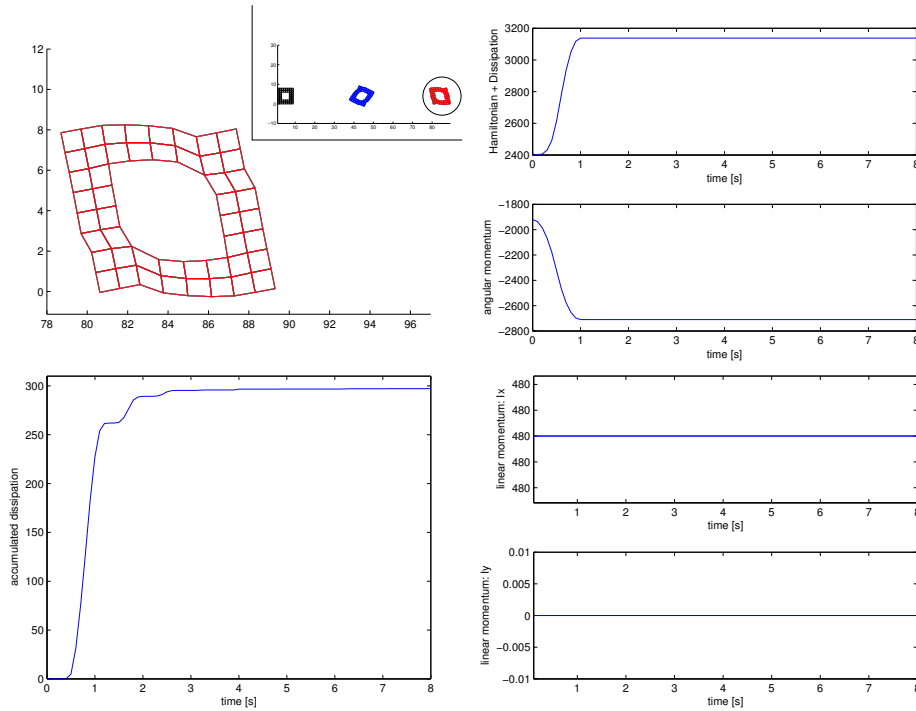 12
10
8
6
4
2
0
78 80 82 84 86 88 90 92 94 96
30
20
10
0
−10
10 20 30 40 50 60 70 80
3200
3000
2800
2600
2400
Hamiltonian + Dissipation
0 1 2 3 4 5 6 7 8
time [s]
−1800
−2000
−2200
−2400
−2600
−2800
angular momentum
0 1 2 3 4 5 6 7 8
time [s]
300
250
200
150
100
50
0
accumulated dissipation
0 1 2 3 4 5 6 7 8
time [s]
480
480
480
480
480
linear momentum: lx
1 2 3 4 5 6 7 8
time [s]
0.01
0.005
0
−0.005
−0.01
linear momentum: ly
1 2 3 4 5 6 7 8
time [s]